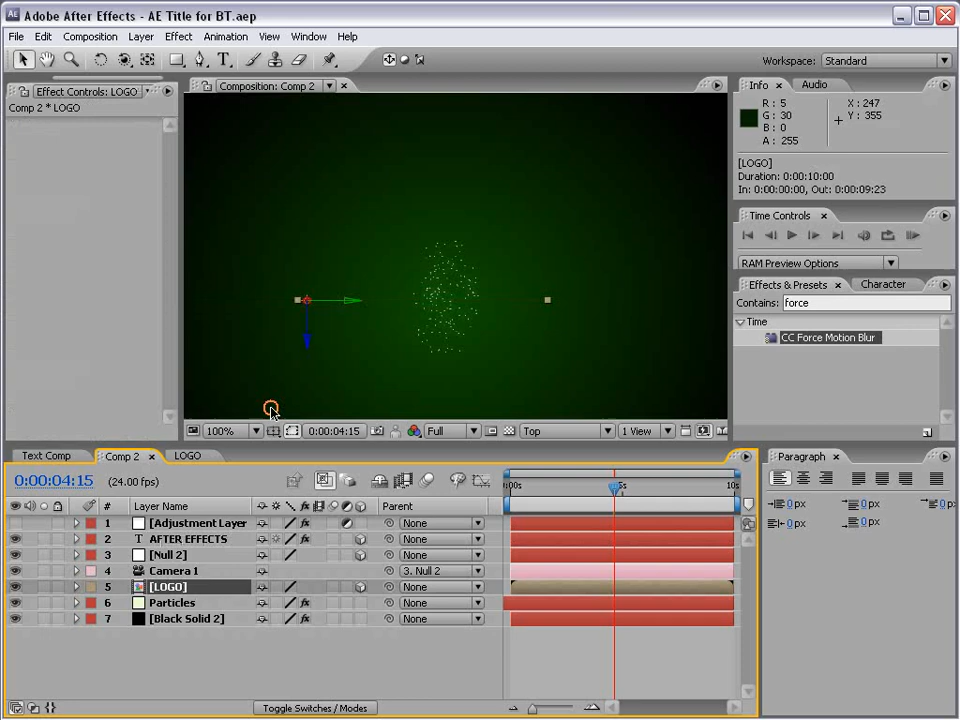 AE Adobe After Effects - AE Title for BT.aep
File Edit Composition Layer Effect Animation View Window Help
Workspace: Standard
Effect Controls: LOGO
Composition: Comp 2
Info Audio
Comp 2 * LOGO
R : 5 X : 247
G : 30 Y : 355
B : 0
A : 255
[LOGO]
Duration: 0:00:10:00
In: 0:00:00:00, Out: 0:00:09:23
Time Controls
RAM Preview Options
Effects & Presets Character
Contains: force
Time
CC Force Motion Blur
100% 0:00:04:15 Full Top 1 View
Text Comp Comp 2 LOGO
Paragraph
0:00:04:15 (24.00 fps)
:00s 5s 10s
# Layer Name Parent
0 px 0 px 0 px
0 px 0 px
1 [Adjustment Layer None
2 T AFTER EFFECTS None
3 [Null 2] None
4 Camera 1 3. Null 2
5 [LOGO] None
6 Particles None
7 [Black Solid 2] None
Toggle Switches / Modes